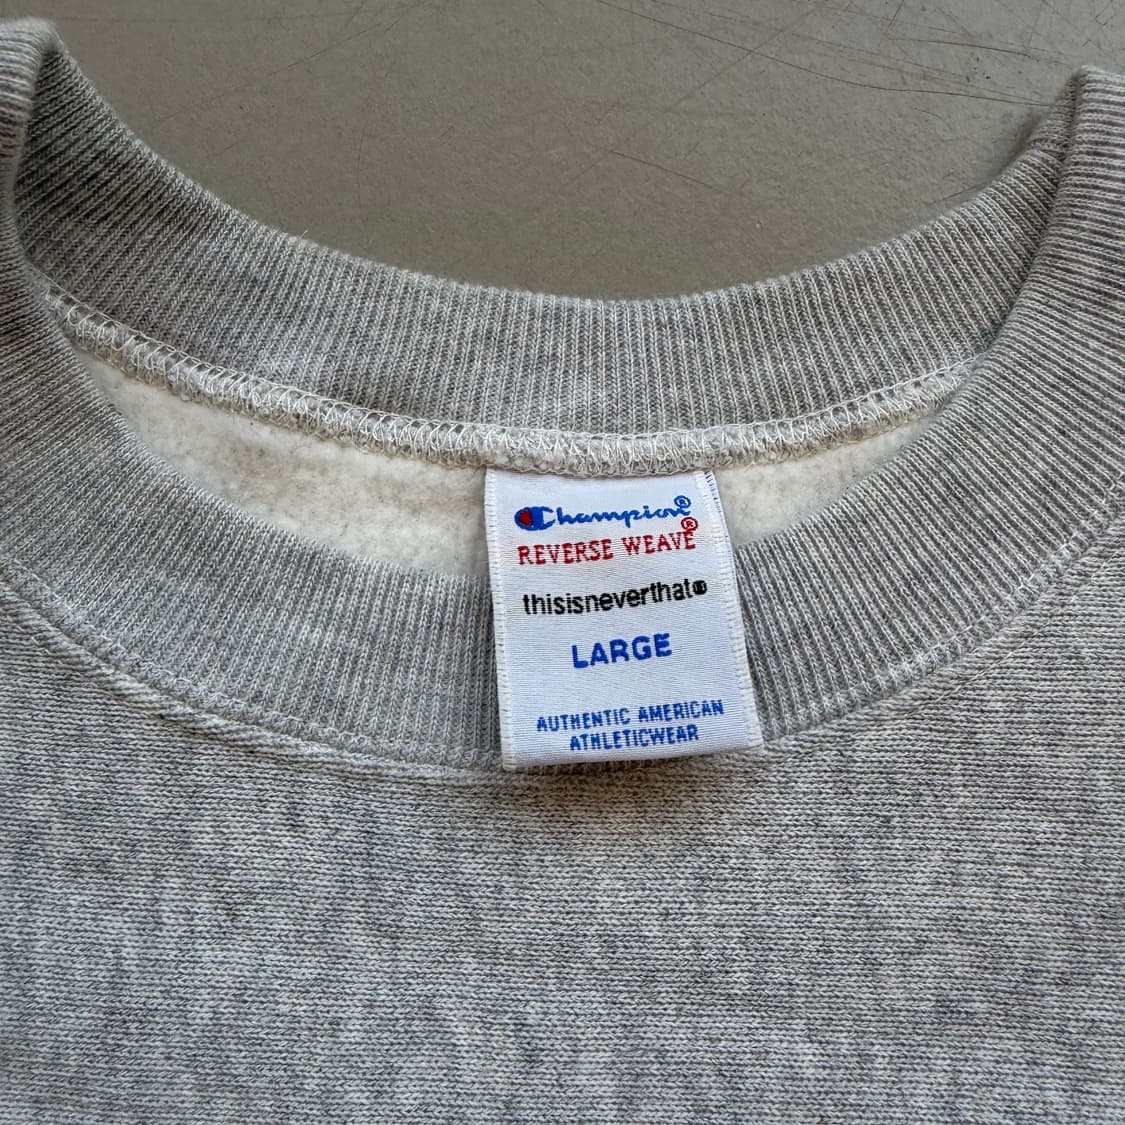 Champion®
REVERSE WEAVE®
thisisneverthat®
LARGE
AUTHENTIC AMERICAN
ATHLETICWEAR